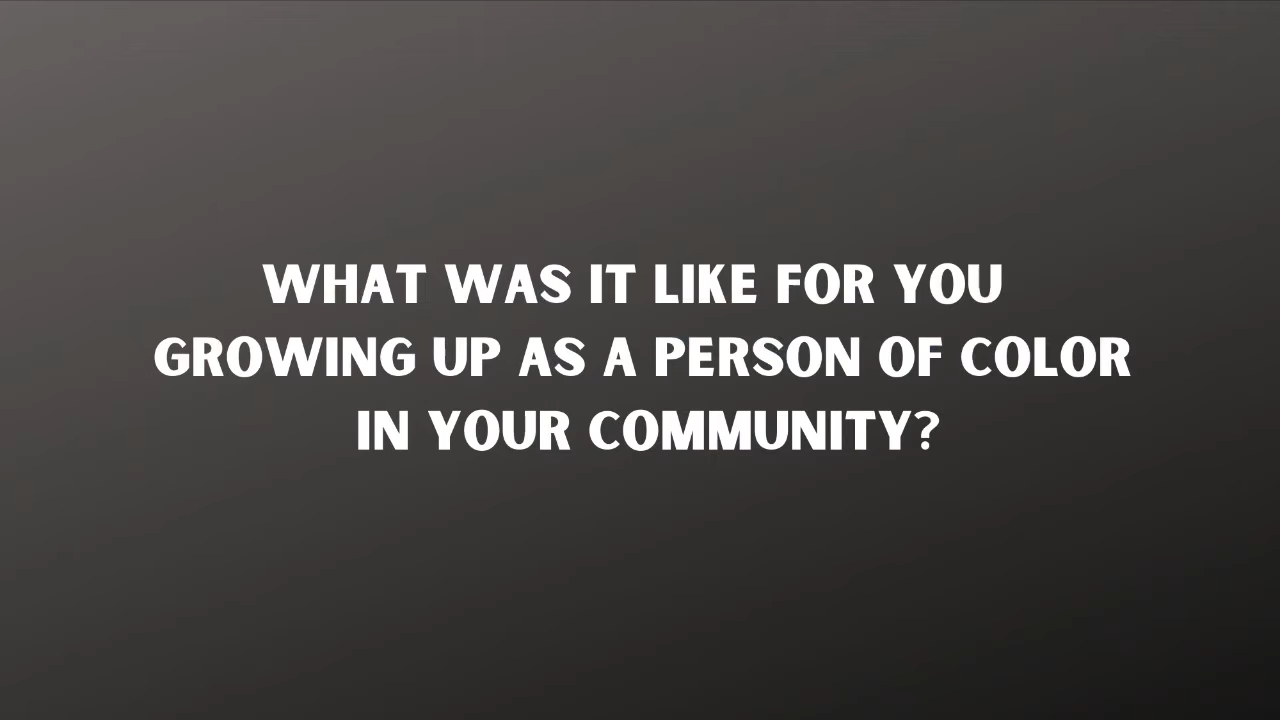 WHAT WAS IT LIKE FOR YOU
GROWING UP AS A PERSON OF COLOR
IN YOUR COMMUNITY?